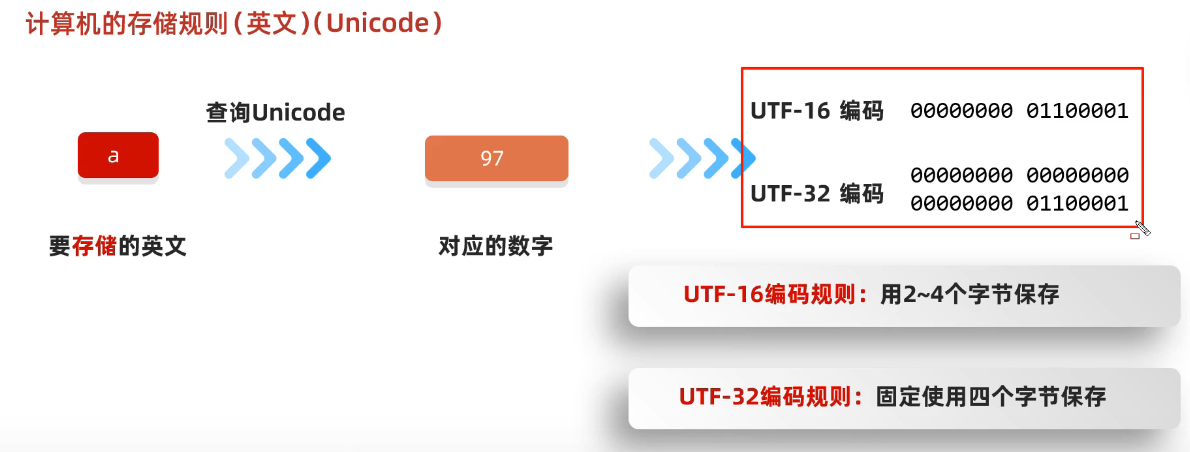 计算机的存储规则（英文）（Unicode）
查询Unicode
a
97
UTF-16 编码 00000000 01100001
UTF-32 编码 00000000 00000000
00000000 01100001
要存储的英文
对应的数字
UTF-16编码规则：用2~4个字节保存
UTF-32编码规则：固定使用四个字节保存